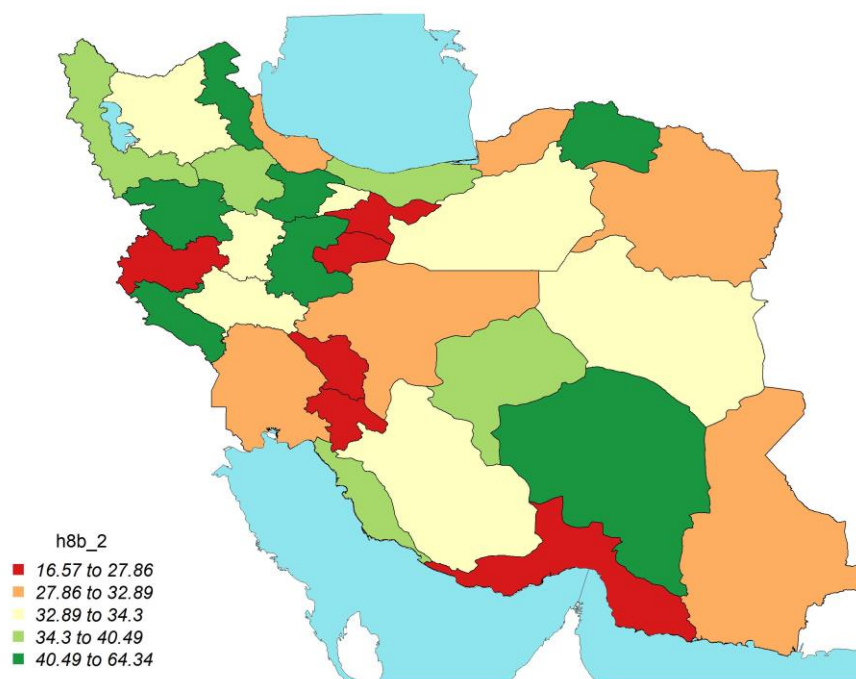 h8b_2
16.57 to 27.86
27.86 to 32.89
32.89 to 34.3
34.3 to 40.49
40.49 to 64.34